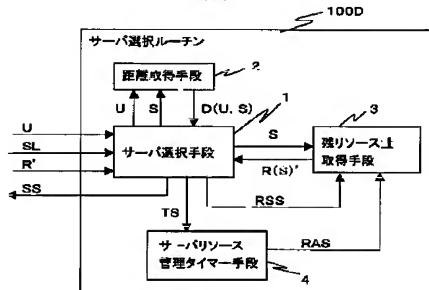 100D
サーバ選択ルーチン
距離取得手段
2
U
S
D(U, S)
1
3
U
SL
R'
SS
サーバ選択手段
S
R(S)'
残リソース上
取得手段
RSS
TS
サーバリソース
管理タイマー手段
RAS
4